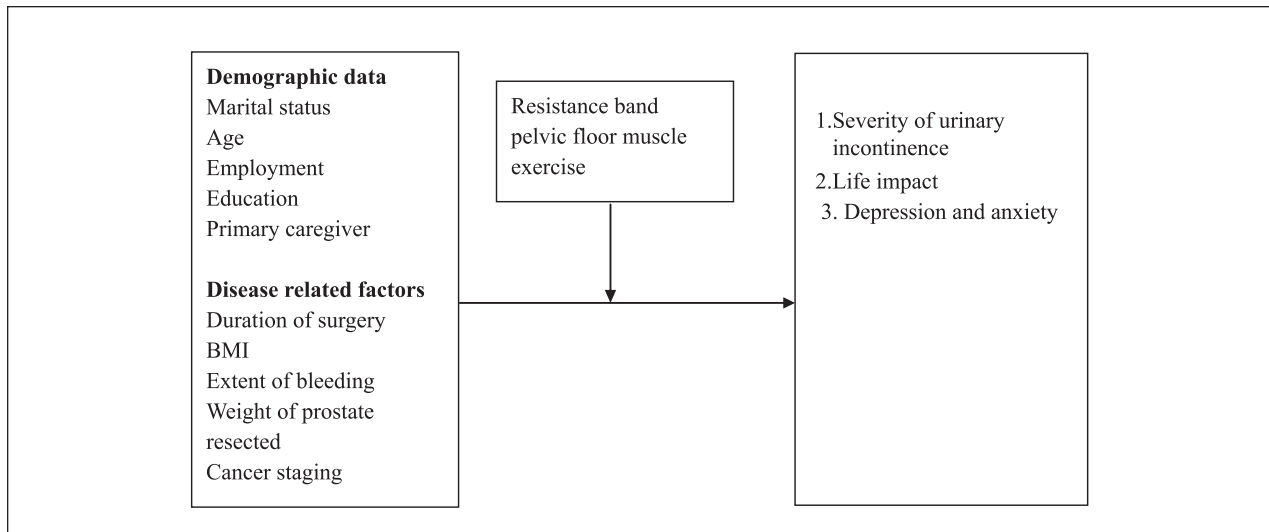 Demographic data
Marital status
Age
Employment
Education
Primary caregiver
Disease related factors
Duration of surgery
BMI
Extent of bleeding
Weight of prostate
resected
Cancer staging
Resistance band
pelvic floor muscle
exercise
1.Severity of urinary
incontinence
2.Life impact
3. Depression and anxiety